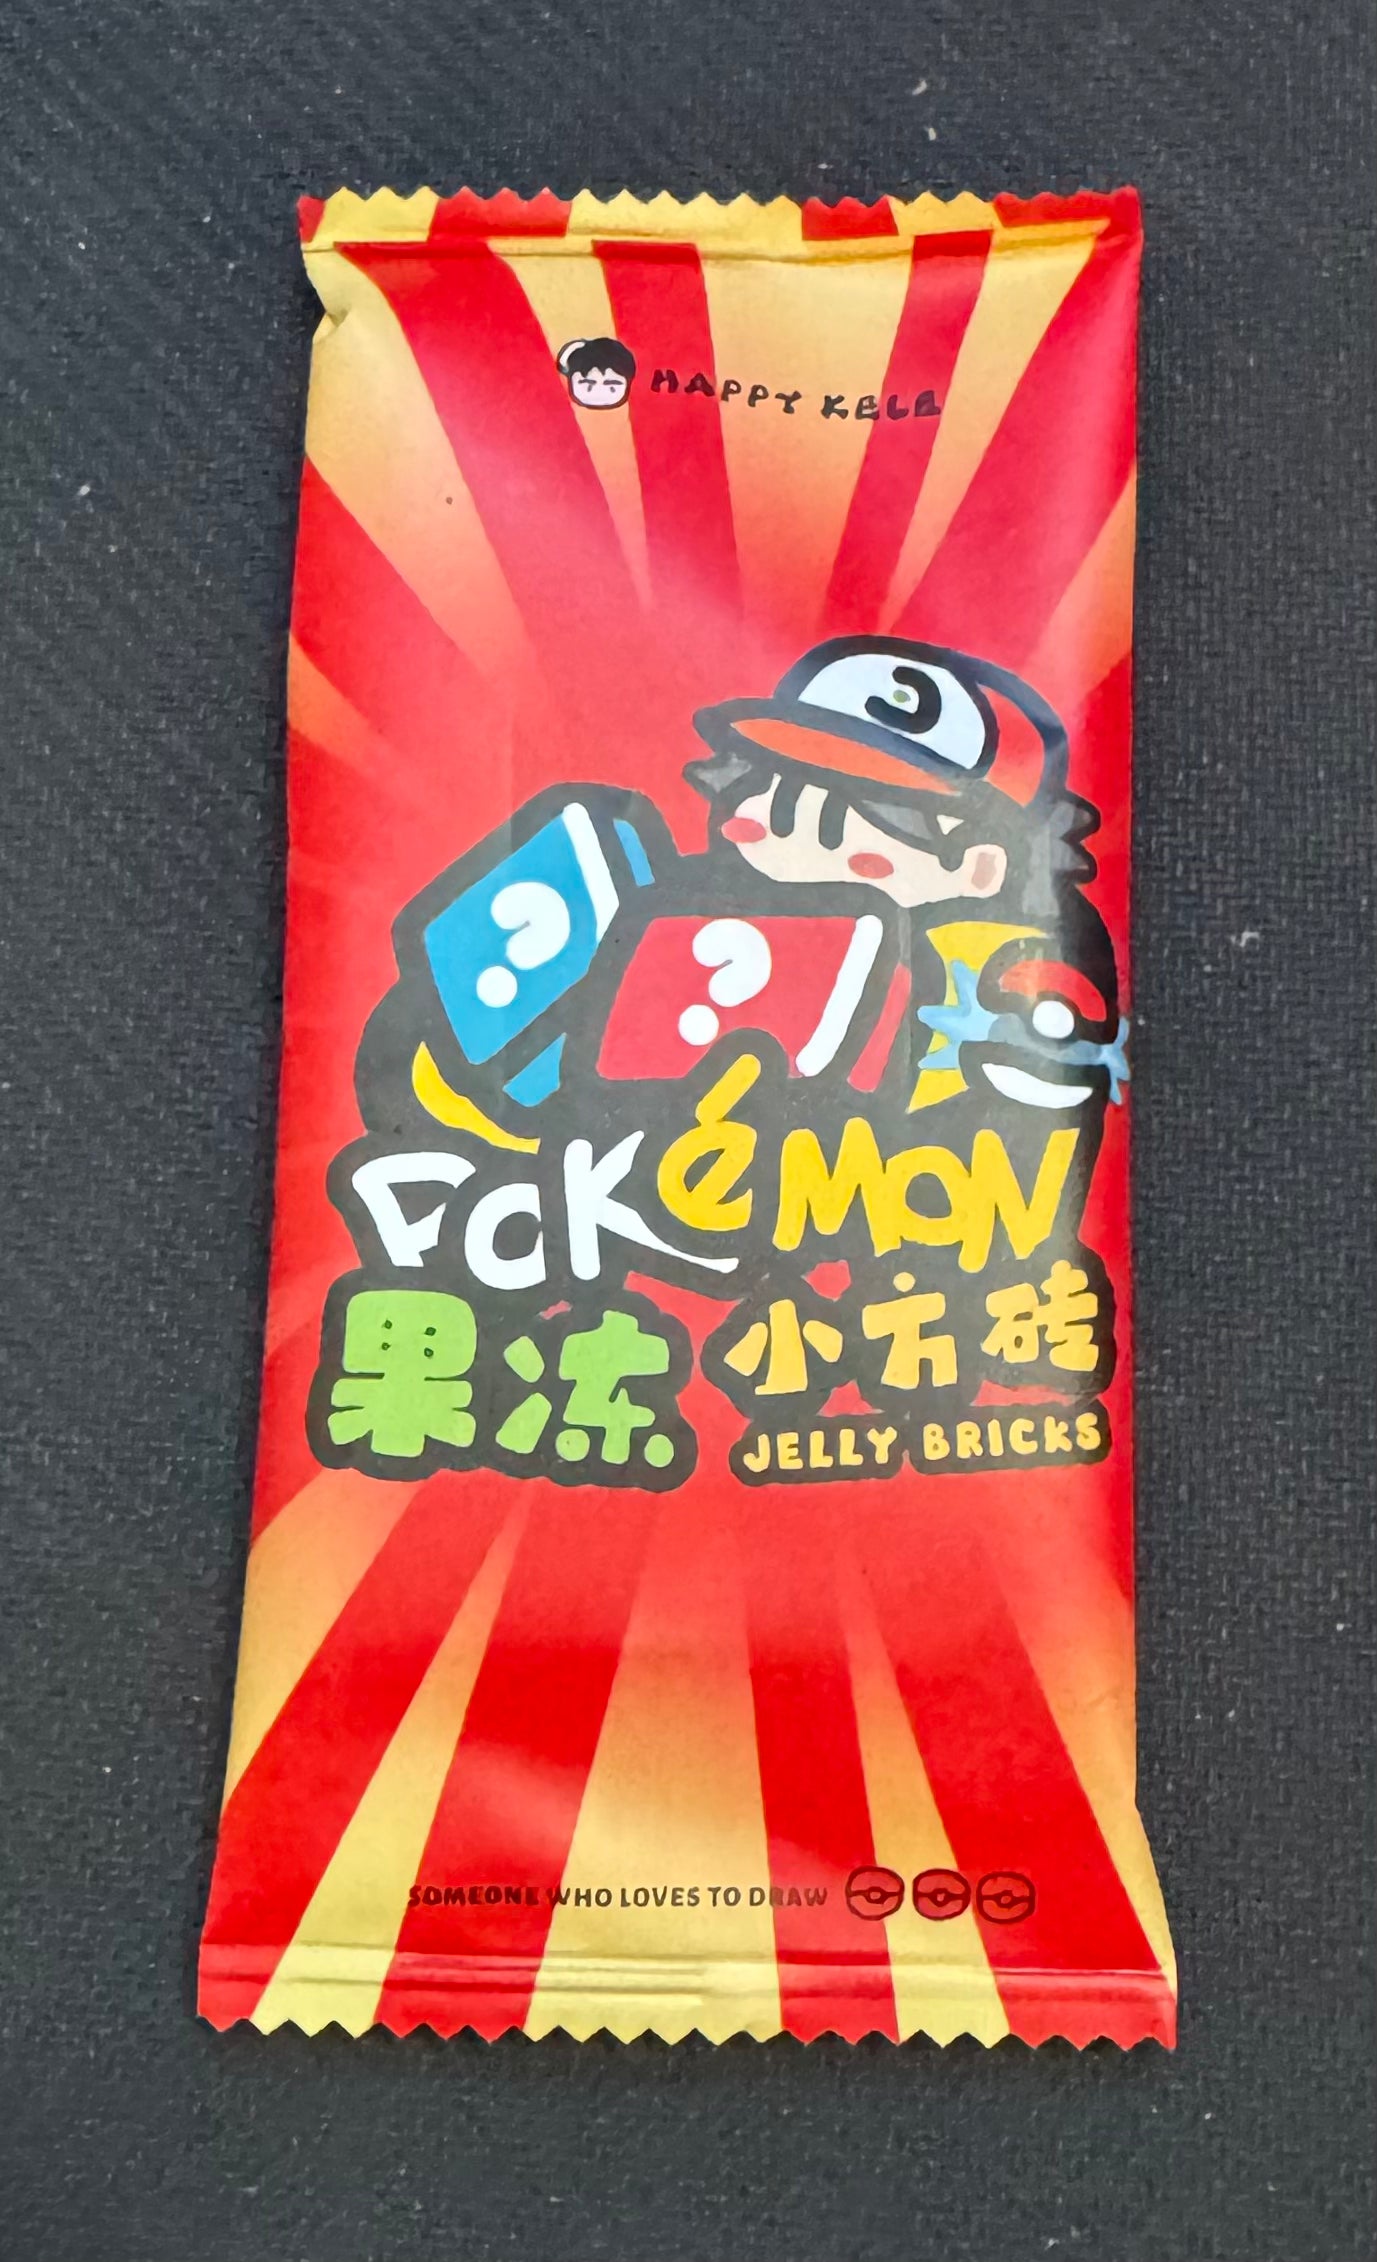 HAPPY KELE
? ?
POKéMON
果冻 小方砖
JELLY BRICKS
SOMEONE WHO LOVES TO DRAW